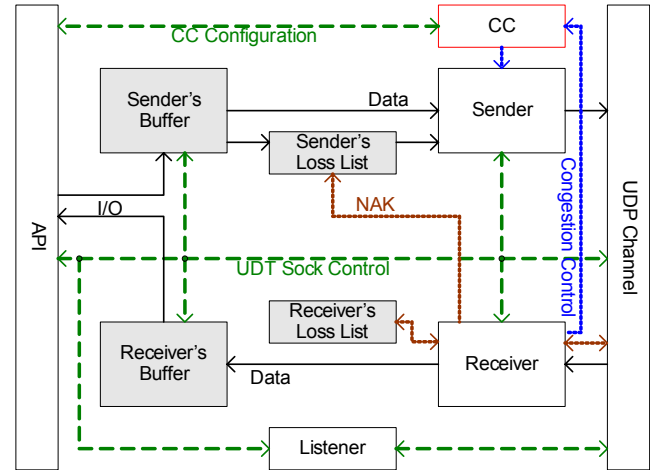 CC Configuration
CC
Sender's
Buffer
Data
Sender
Sender's
Loss List
I/O
NAK
API
UDT Sock Control
Congestion Control
UDP Channel
Receiver's
Loss List
Receiver's
Buffer
Data
Receiver
Listener